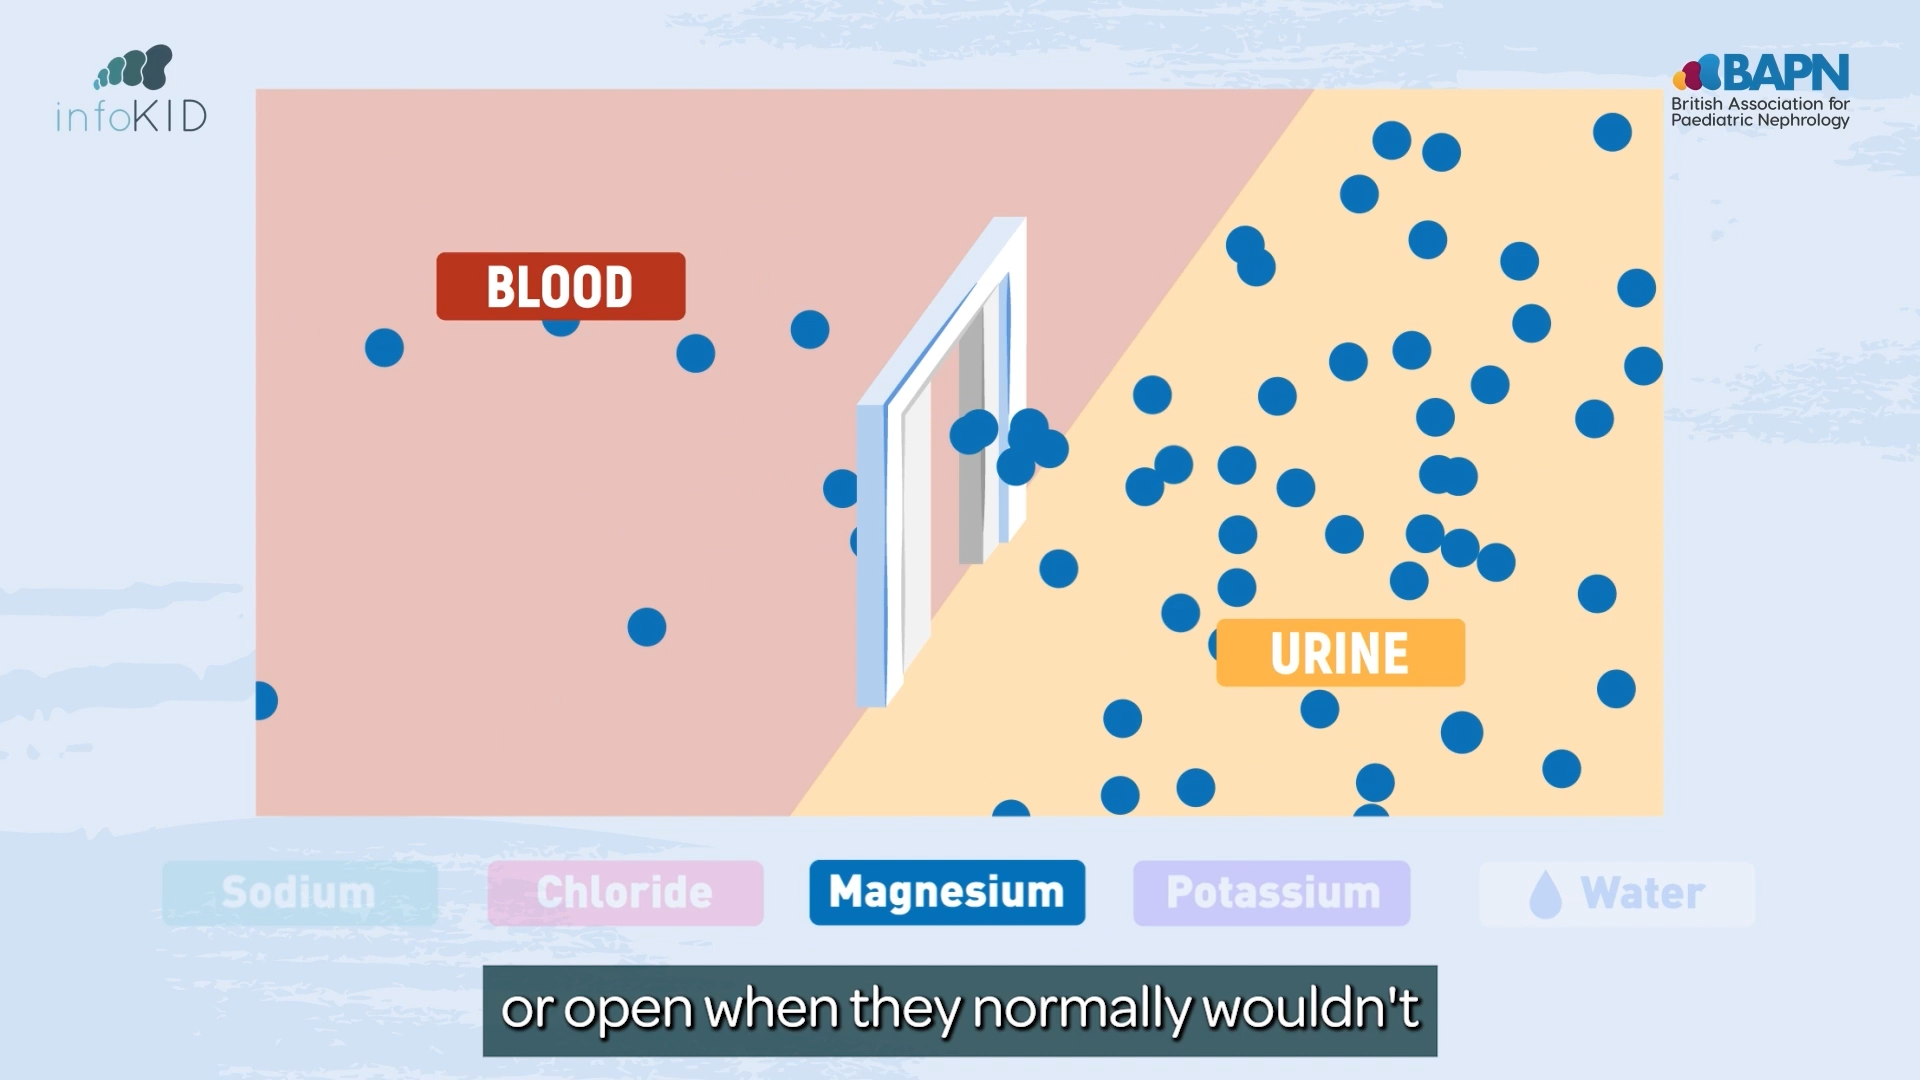 infoKID
BAPN
British Association for
Paediatric Nephrology
BLOOD
URINE
Sodium
Chloride
Magnesium
Potassium
Water
or open when they normally wouldn't